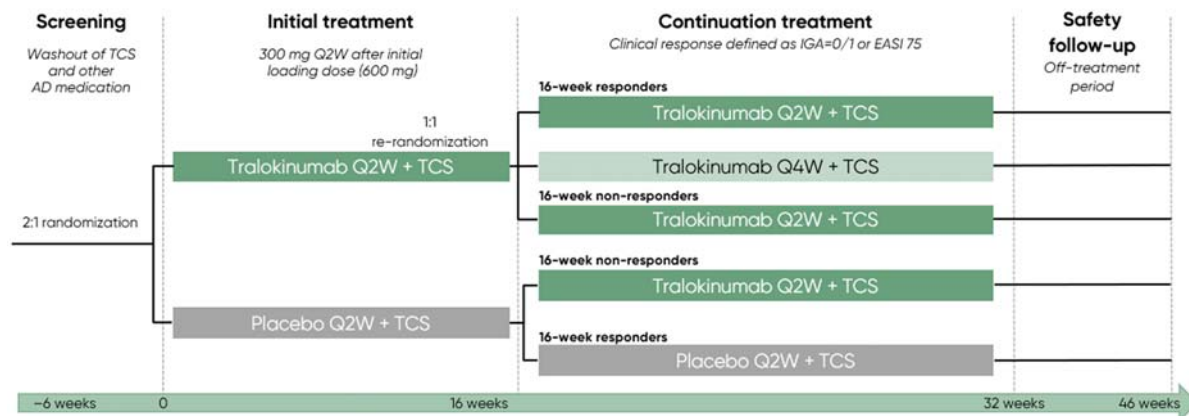 Screening
Washout of TCS
and other
AD medication
Initial treatment
300 mg Q2W after initial
loading dose (600 mg)
Continuation treatment
Clinical response defined as IGA=0/1 or EASI 75
Safety
follow-up
Off-treatment
period
2:1 randomization
Tralokinumab Q2W + TCS
1:1
re-randomization
16-week responders
Tralokinumab Q2W + TCS
Tralokinumab Q4W + TCS
16-week non-responders
Tralokinumab Q2W + TCS
Placebo Q2W + TCS
16-week non-responders
Tralokinumab Q2W + TCS
16-week responders
Placebo Q2W + TCS
–6 weeks
0
16 weeks
32 weeks
46 weeks